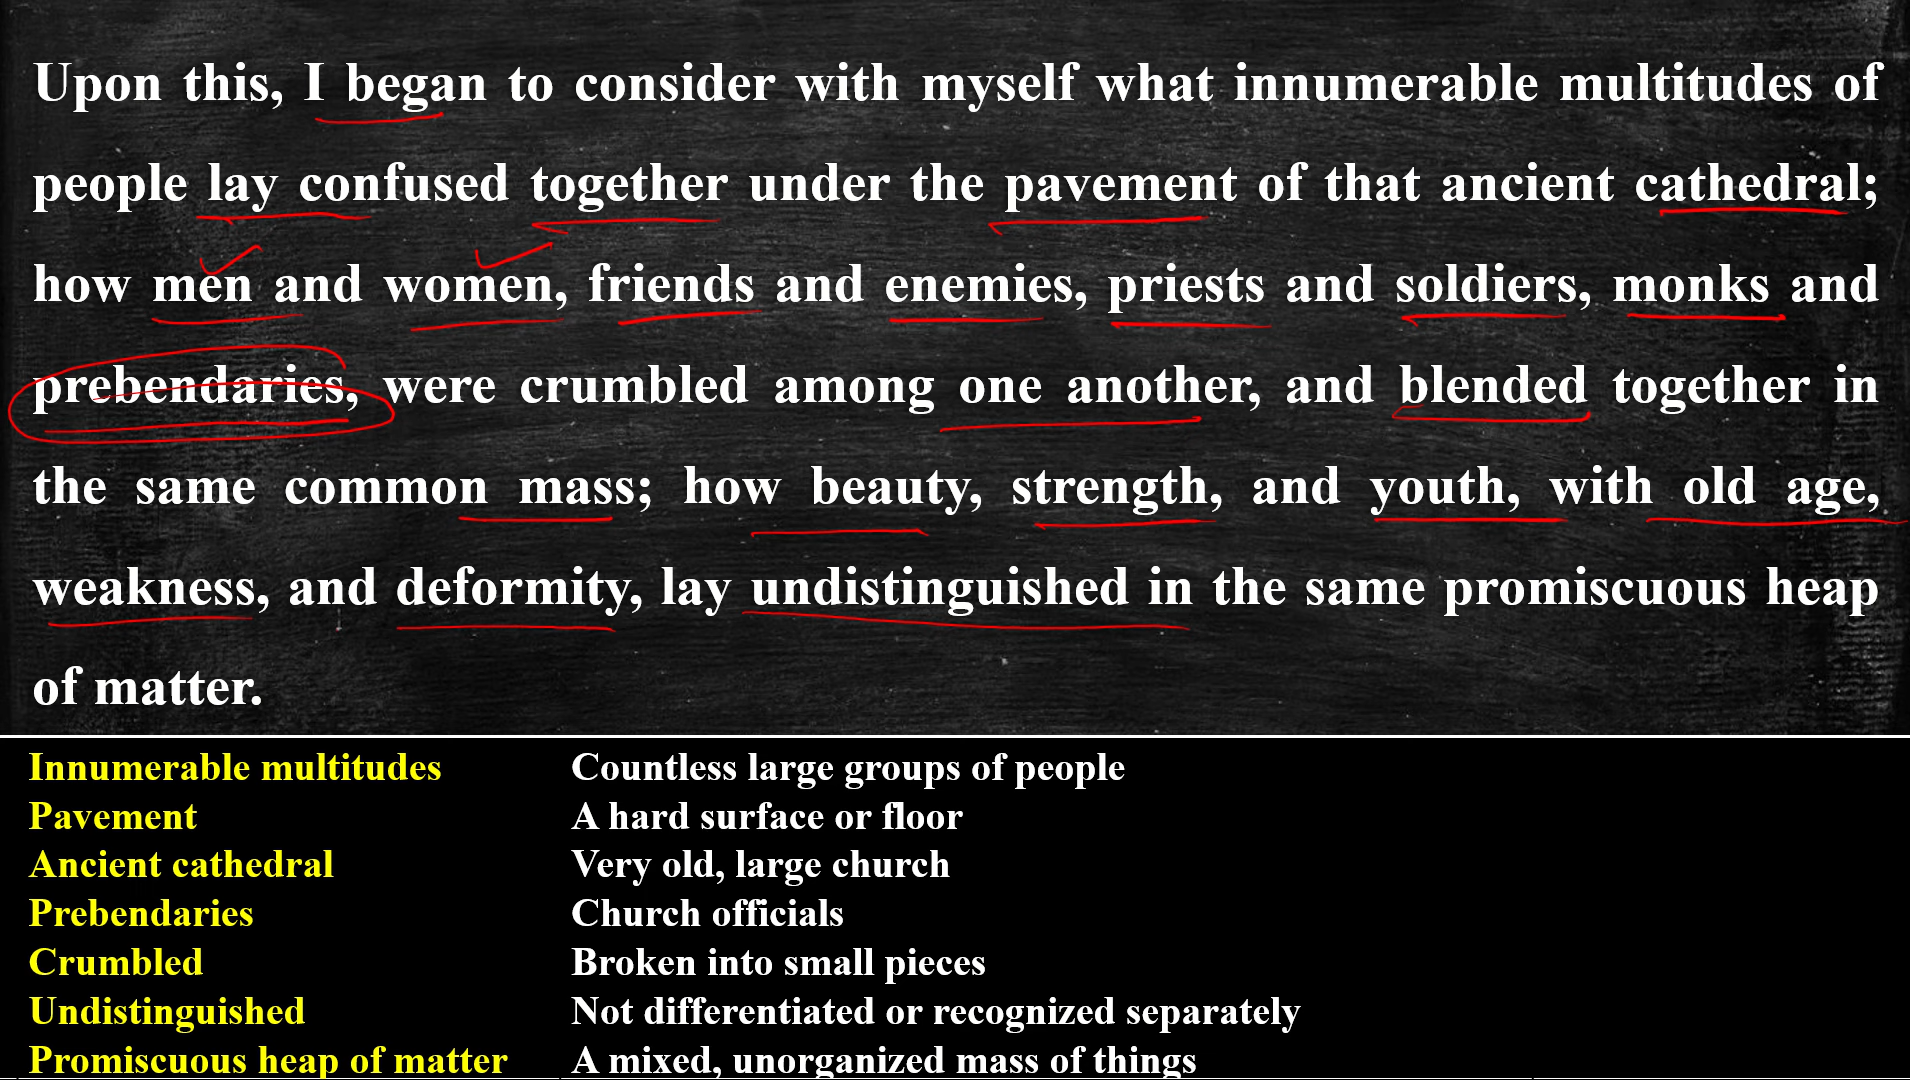 Upon this, I began to consider with myself what innumerable multitudes of
people lay confused together under the pavement of that ancient cathedral;
how men and women, friends and enemies, priests and soldiers, monks and
prebendaries, were crumbled among one another, and blended together in
the same common mass; how beauty, strength, and youth, with old age,
weakness, and deformity, lay undistinguished in the same promiscuous heap
of matter.
Innumerable multitudes Countless large groups of people
Pavement A hard surface or floor
Ancient cathedral Very old, large church
Prebendaries Church officials
Crumbled Broken into small pieces
Undistinguished Not differentiated or recognized separately
Promiscuous heap of matter A mixed, unorganized mass of things